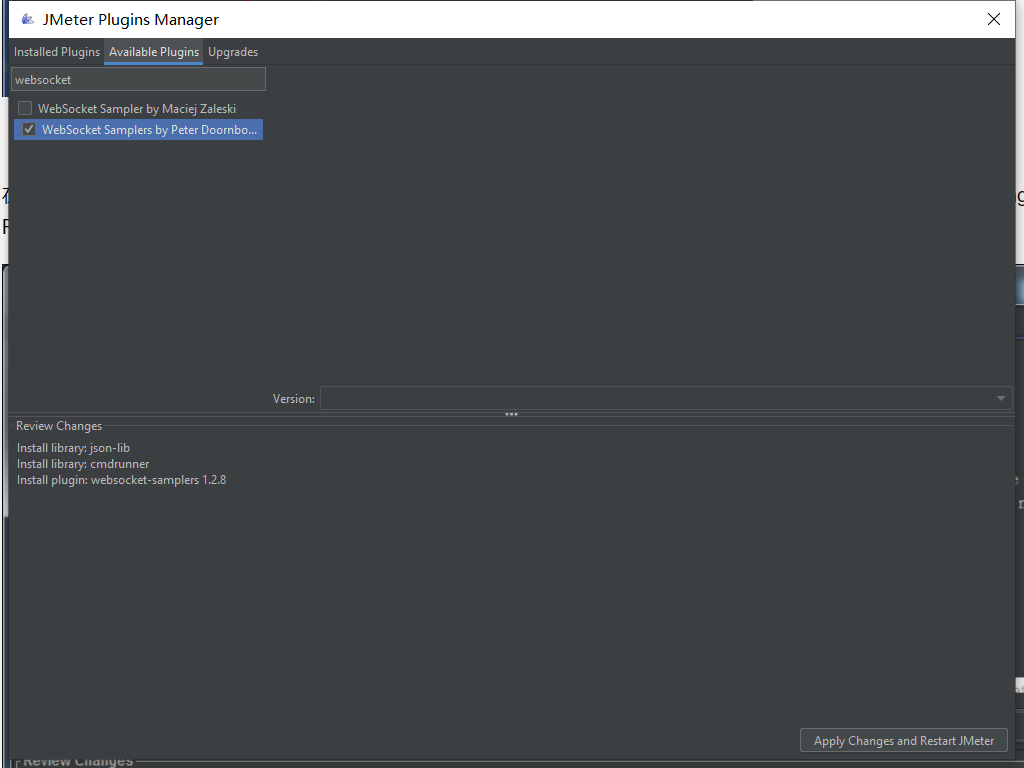 JMeter Plugins Manager
Installed Plugins Available Plugins Upgrades
websocket
WebSocket Sampler by Maciej Zaleski
WebSocket Samplers by Peter Doornbo...
Version:
Review Changes
Install library: json-lib
Install library: cmdrunner
Install plugin: websocket-samplers 1.2.8
Apply Changes and Restart JMeter
Review Changes